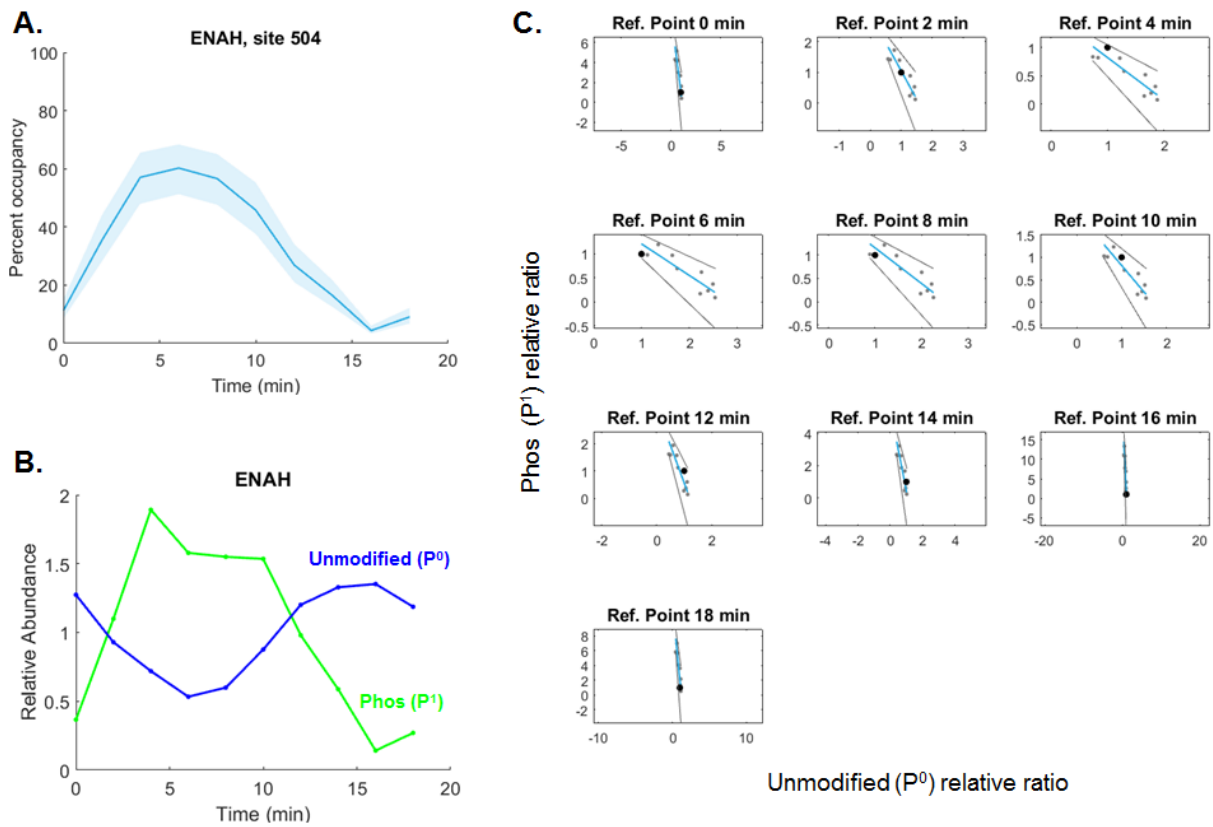 A.
ENAH, site 504
100
80
60
40
20
0
0 5 10 15 20
Percent occupancy
Time (min)
B.
ENAH
2
1.5
1
0.5
0
0 5 10 15 20
Relative Abundance
Unmodified (P⁰)
Phos (P¹)
Time (min)
C.
Phos (P¹) relative ratio
Ref. Point 0 min
6
4
2
0
-2
-5 0 5
Ref. Point 2 min
2
1
0
-1 0 1 2 3
Ref. Point 4 min
1
0.5
0
0 1 2
Ref. Point 6 min
1
0.5
0
-0.5
0 1 2 3
Ref. Point 8 min
1
0.5
0
-0.5
0 1 2 3
Ref. Point 10 min
1.5
1
0.5
0
-0.5
0 1 2
Ref. Point 12 min
2
1
0
-2 0 2
Ref. Point 14 min
4
2
0
-4 -2 0 2 4
Ref. Point 16 min
15
10
5
0
-5
-20 0 20
Ref. Point 18 min
8
6
4
2
0
-2
-10 0 10
Unmodified (P⁰) relative ratio